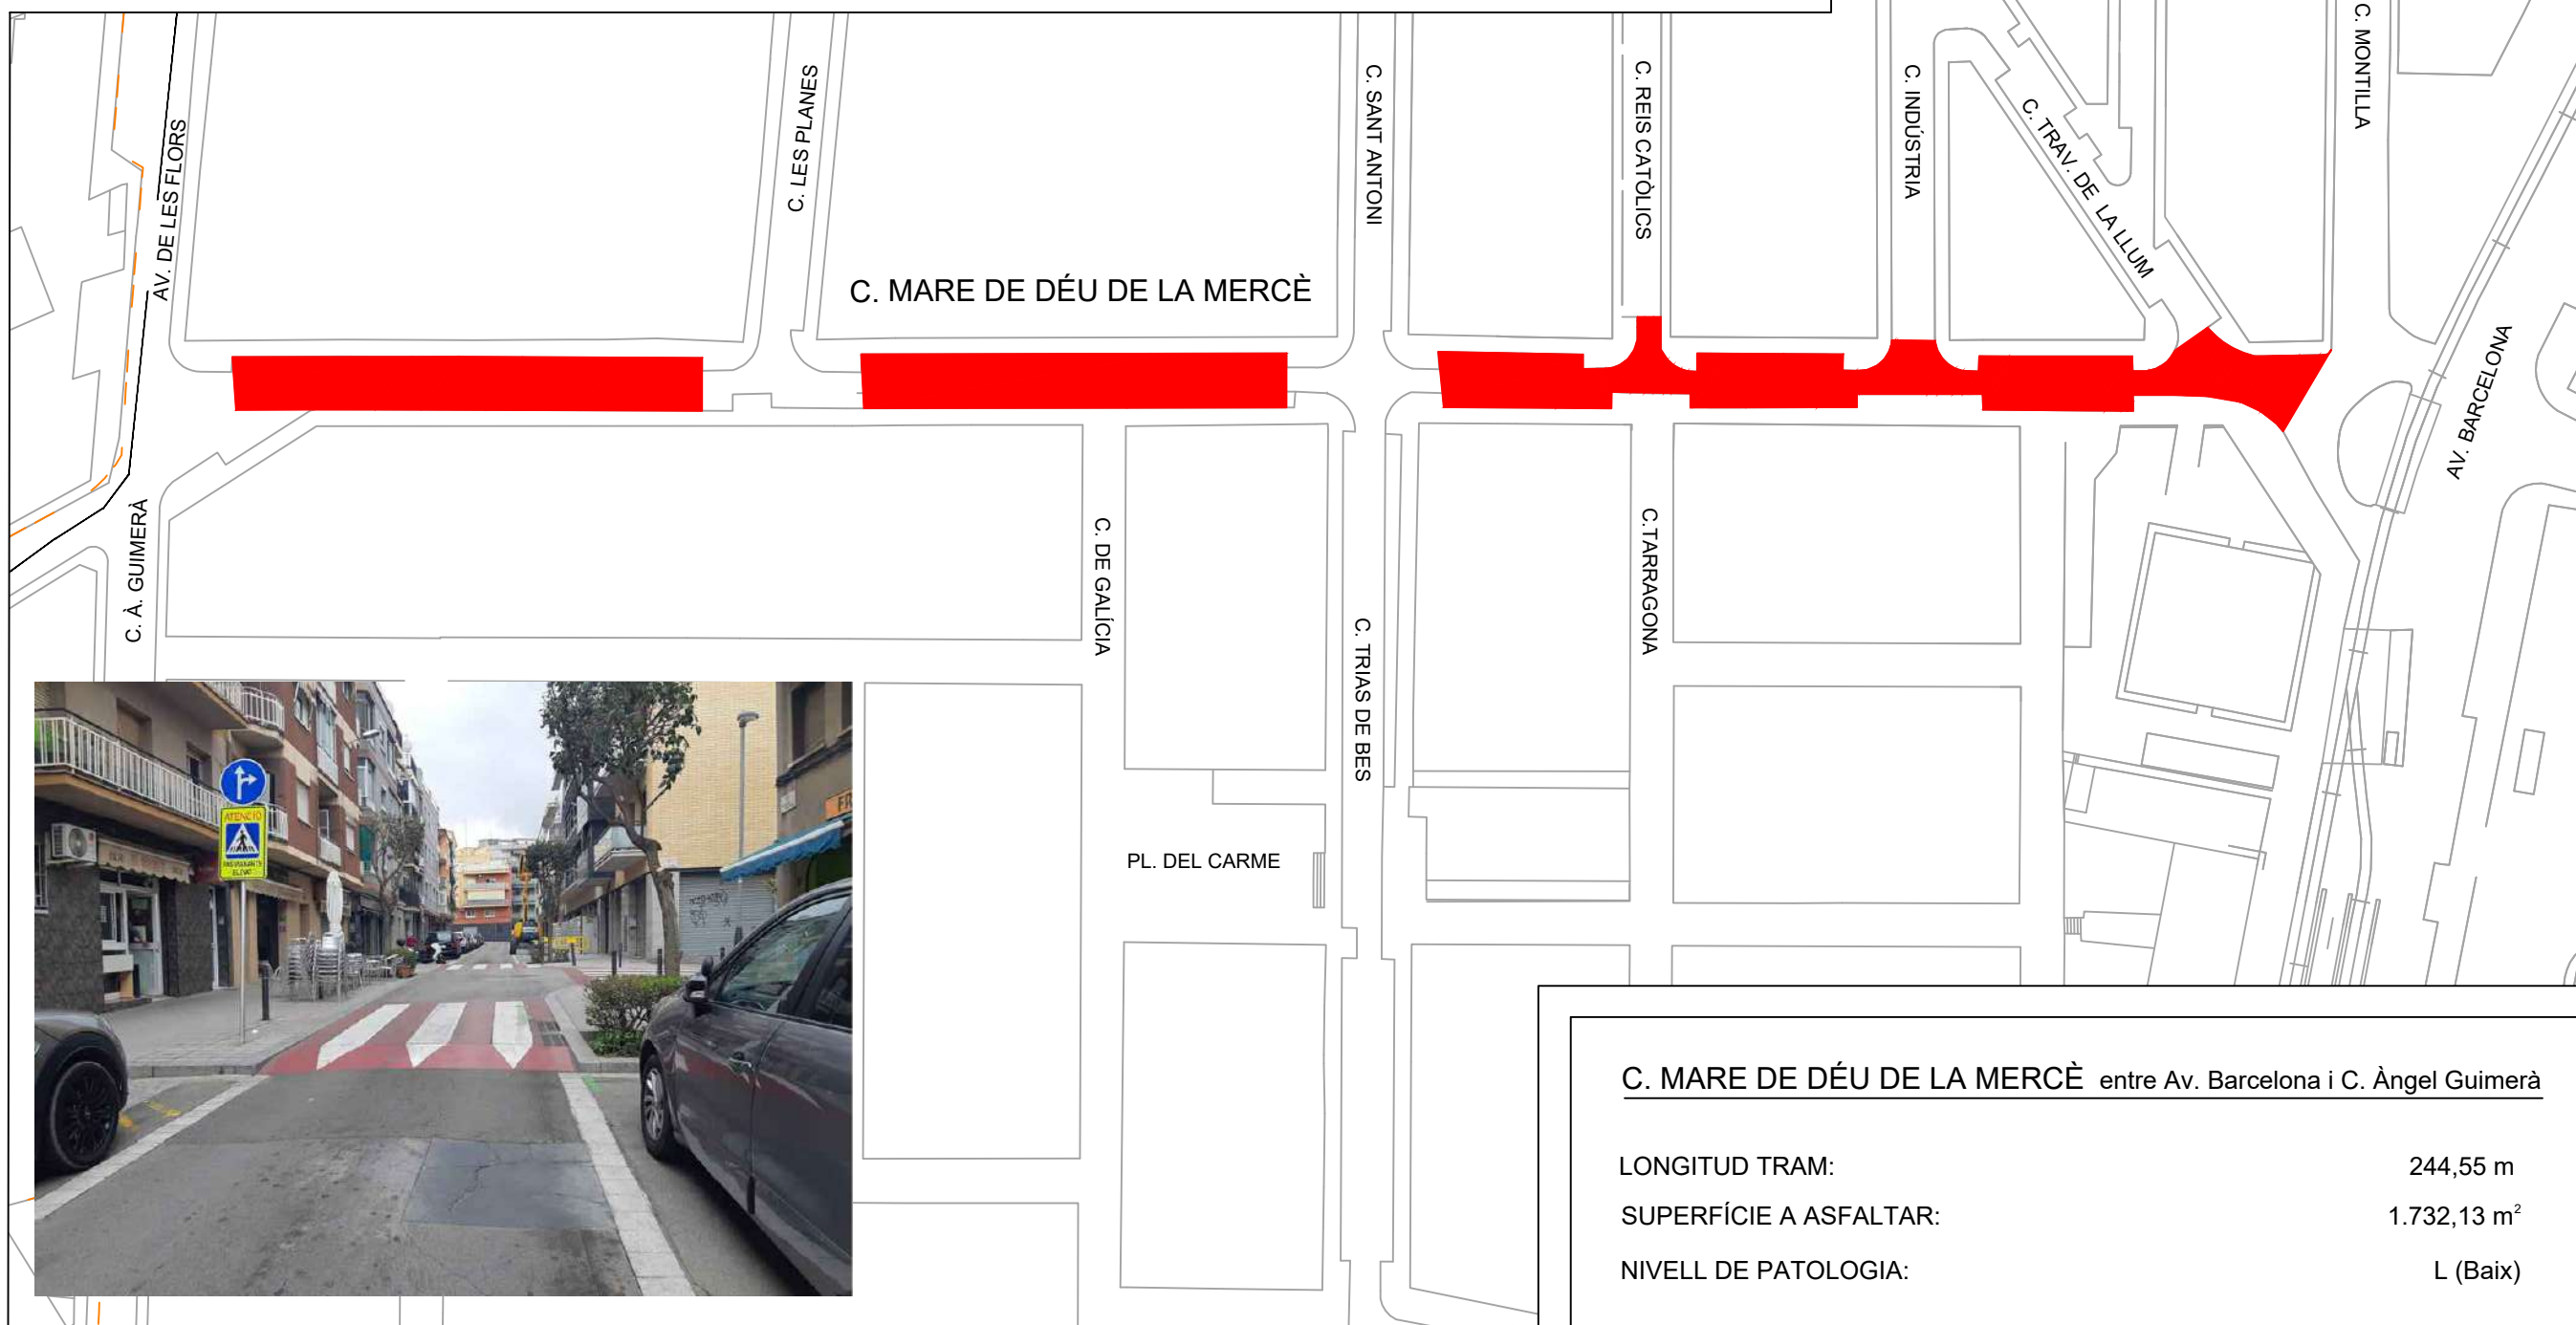 C. MONTILLA
C. LES PLANES
C. SANT ANTONI
C. REIS CATÒLICS
C. INDÚSTRIA
C. TRAV. DE LA LLUM
AV. DE LES FLORS
C. MARE DE DÉU DE LA MERCÈ
AV. BARCELONA
C. À. GUIMERÀ
C. DE GALÍCIA
C.TARRAGONA
C. TRIAS DE BES
PL. DEL CARME
ATENCIÓ
ELEVAT
FR
C. MARE DE DÉU DE LA MERCÈ entre Av. Barcelona i C. Àngel Guimerà
LONGITUD TRAM: 244,55 m
SUPERFÍCIE A ASFALTAR: 1.732,13 m²
NIVELL DE PATOLOGIA: L (Baix)